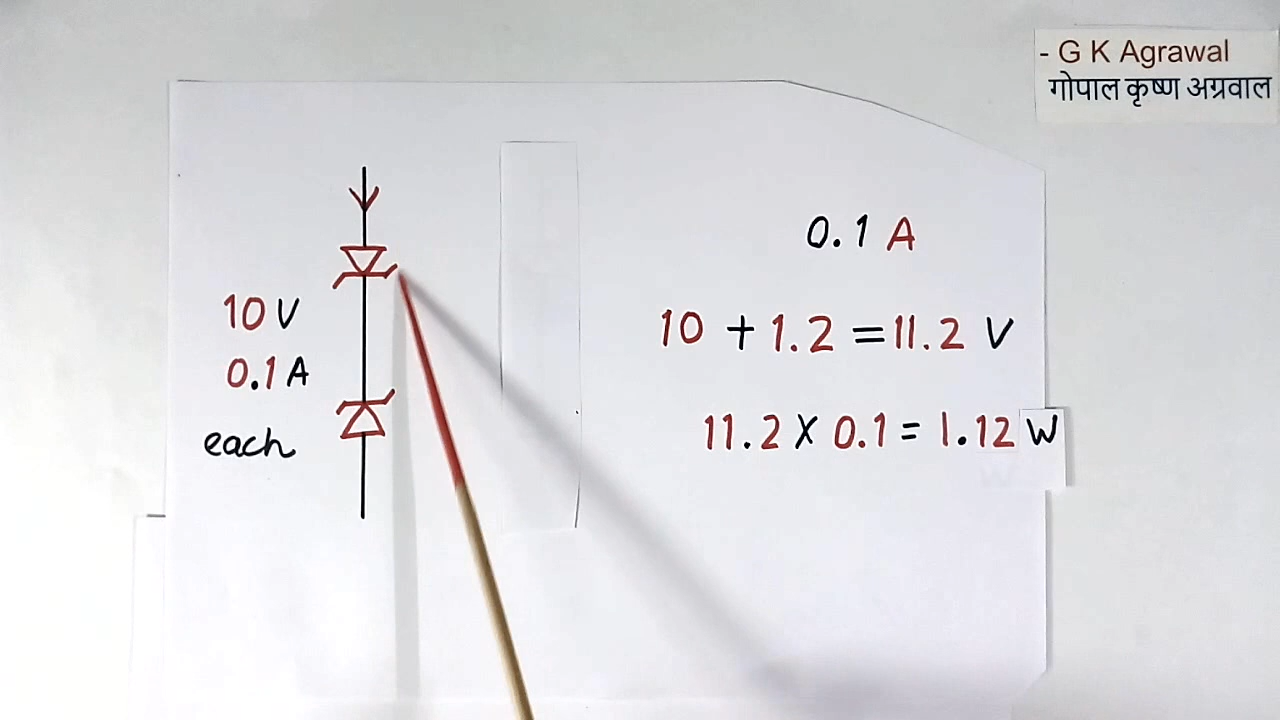 - G K Agrawal
गोपाल कृष्ण अग्रवाल
10 V
0.1 A
each
0.1 A
10 + 1.2 = 11.2 V
11.2 X 0.1 = 1.12 W